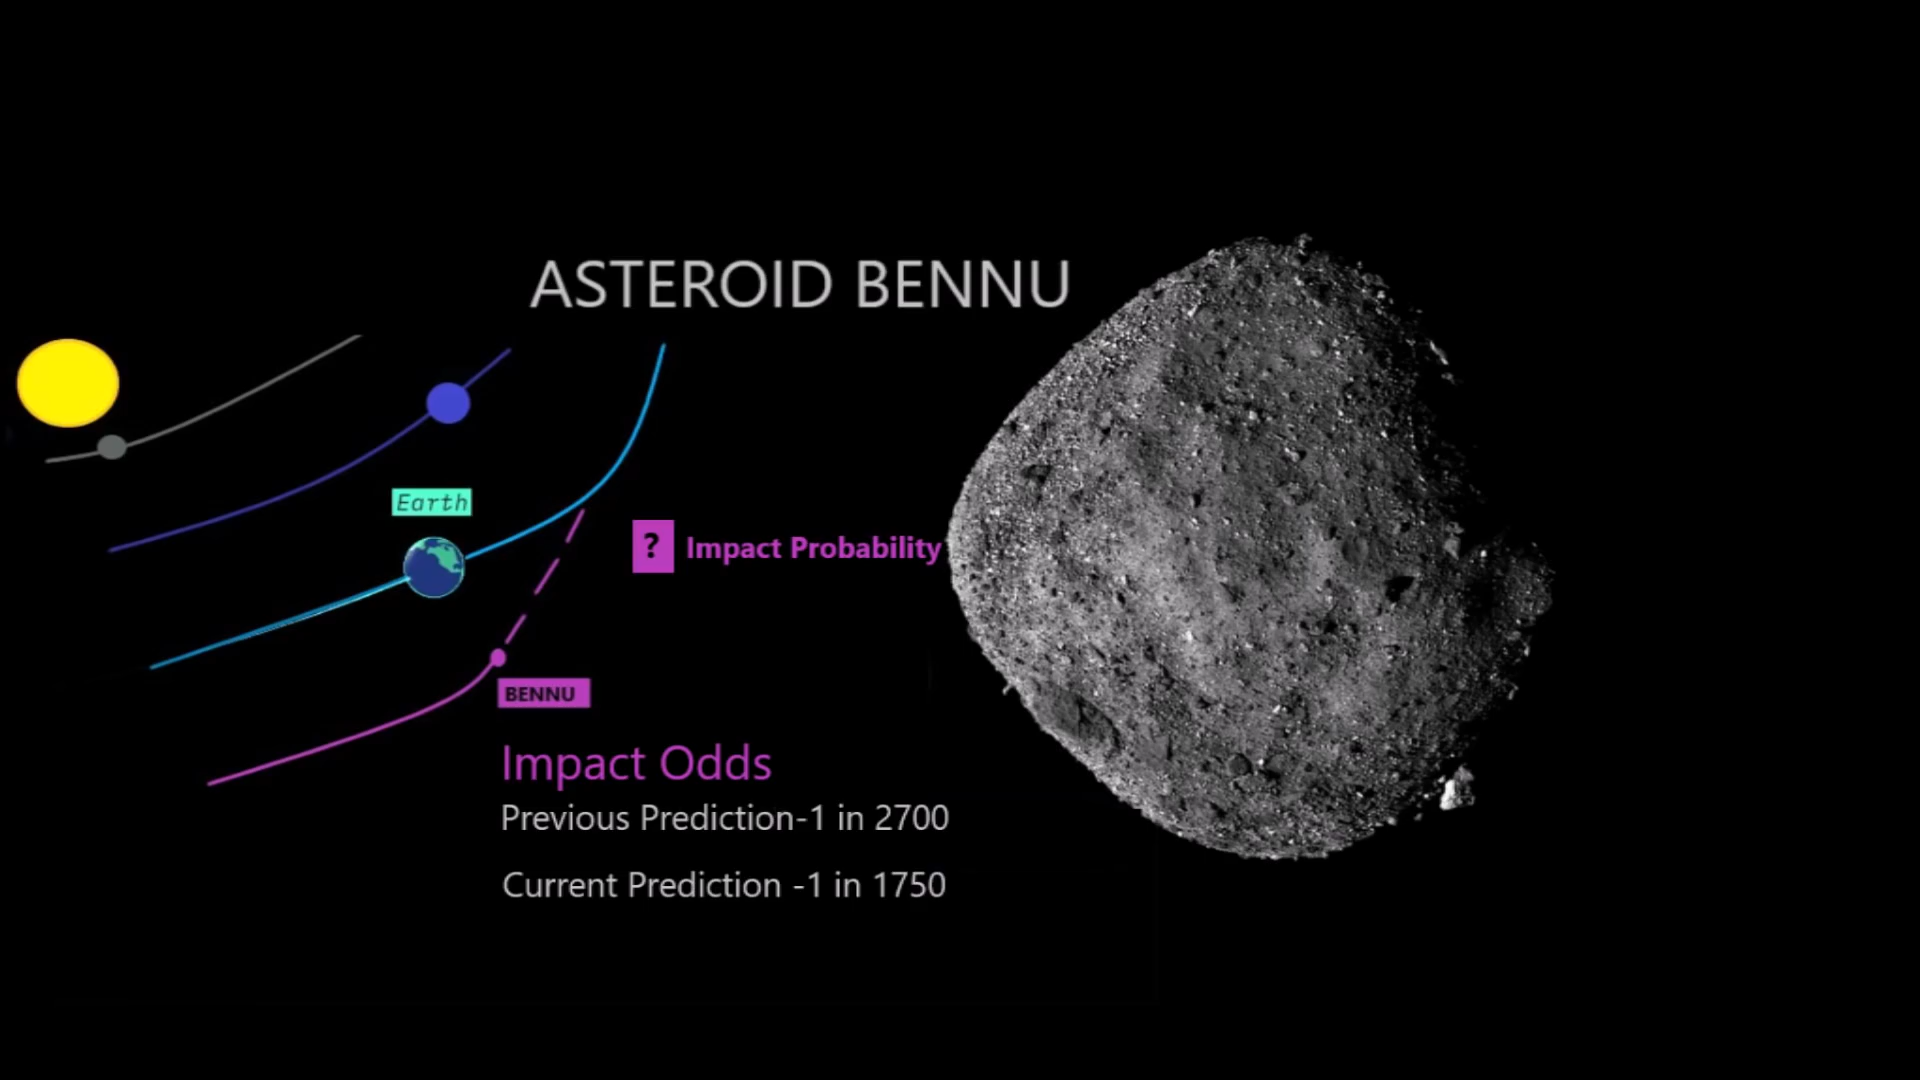 ASTEROID BENNU
Earth
? Impact Probability
BENNU
Impact Odds
Previous Prediction-1 in 2700
Current Prediction -1 in 1750